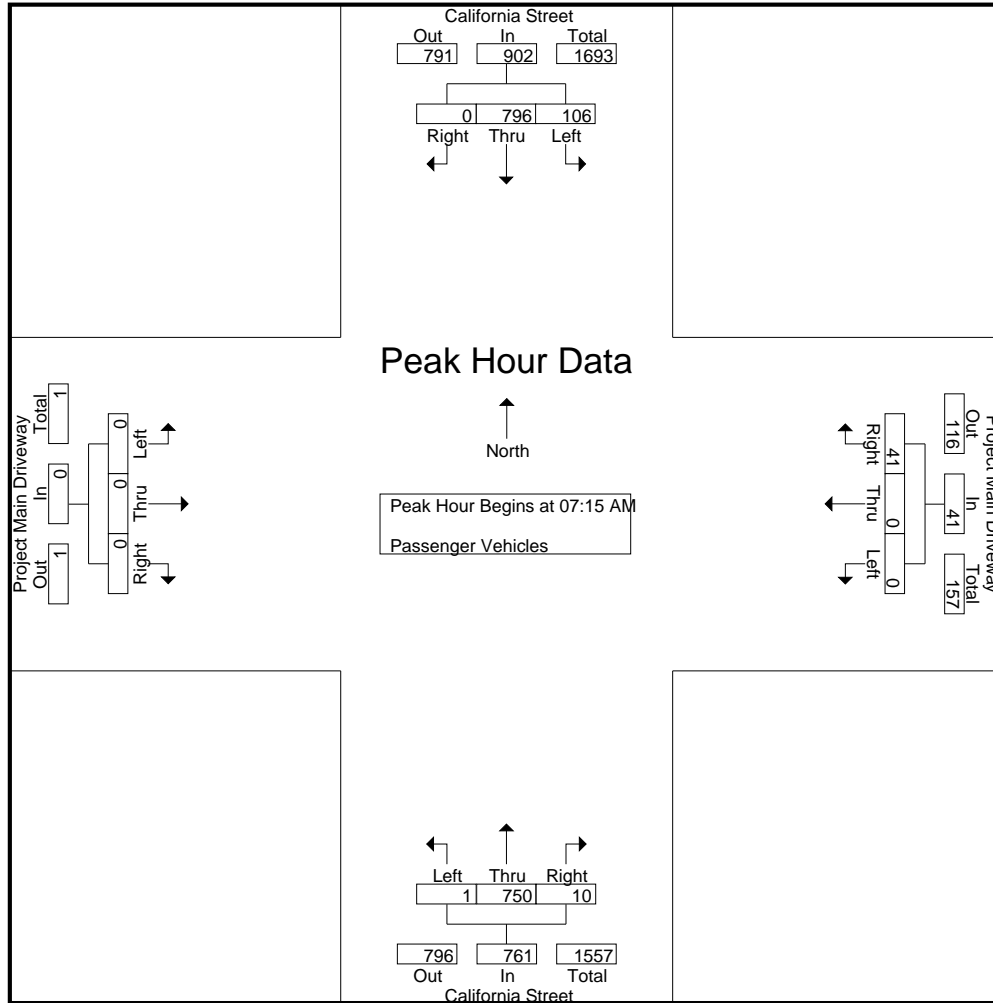 California Street
Out In Total
791 902 1693
0 796 106
Right Thru Left
Peak Hour Data
North
Peak Hour Begins at 07:15 AM
Passenger Vehicles
Project Main Driveway
Total In Out
1 0 1
0 0 0
Left Thru Right
Project Main Driveway
Out In Total
116 41 157
41 0 0
Right Thru Left
Left Thru Right
1 750 10
796 761 1557
Out In Total
California Street